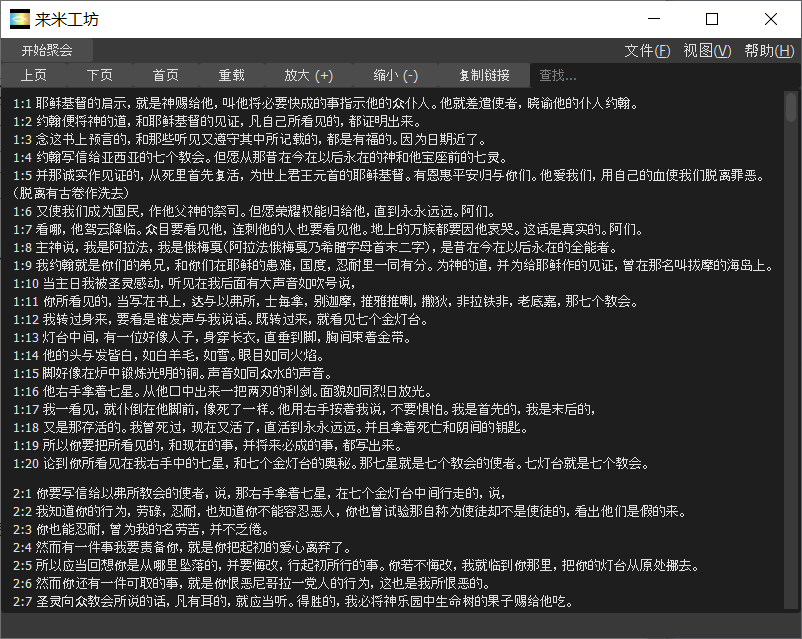 来米工坊
开始聚会 文件(F) 视图(V) 帮助(H)
上页 下页 首页 重载 放大 (+) 缩小 (-) 复制链接 查找...
1:1 耶稣基督的启示，就是神赐给他，叫他将必要快成的事指示他的众仆人。他就差遣使者，晓谕他的仆人约翰。
1:2 约翰便将神的道，和耶稣基督的见证，凡自己所看见的，都证明出来。
1:3 念这书上预言的，和那些听见又遵守其中所记载的，都是有福的。因为日期近了。
1:4 约翰写信给亚西亚的七个教会。但愿从那昔在今在以后永在的神和他宝座前的七灵。
1:5 并那诚实作见证的，从死里首先复活，为世上君王元首的耶稣基督。有恩惠平安归与你们。他爱我们，用自己的血使我们脱离罪恶。
（脱离有古卷作洗去）
1:6 又使我们成为国民，作他父神的祭司。但愿荣耀权能归给他，直到永永远远。阿们。
1:7 看哪，他驾云降临。众目要看见他，连刺他的人也要看见他。地上的万族都要因他哀哭。这话是真实的。阿们。
1:8 主神说，我是阿拉法，我是俄梅戛（阿拉法俄梅戛乃希腊字母首末二字），是昔在今在以后永在的全能者。
1:9 我约翰就是你们的弟兄，和你们在耶稣的患难，国度，忍耐里一同有分。为神的道，并为给耶稣作的见证，曾在那名叫拔摩的海岛上。
1:10 当主日我被圣灵感动，听见在我后面有大声音如吹号说，
1:11 你所看见的，当写在书上，达与以弗所，士每拿，别迦摩，推雅推喇，撒狄，非拉铁非，老底嘉，那七个教会。
1:12 我转过身来，要看是谁发声与我说话。既转过来，就看见七个金灯台。
1:13 灯台中间，有一位好像人子，身穿长衣，直垂到脚，胸间束着金带。
1:14 他的头与发皆白，如白羊毛，如雪。眼目如同火焰。
1:15 脚好像在炉中锻炼光明的铜。声音如同众水的声音。
1:16 他右手拿着七星。从他口中出来一把两刃的利剑。面貌如同烈日放光。
1:17 我一看见，就仆倒在他脚前，像死了一样。他用右手按着我说，不要惧怕。我是首先的，我是末后的，
1:18 又是那存活的。我曾死过，现在又活了，直活到永永远远。并且拿着死亡和阴间的钥匙。
1:19 所以你要把所看见的，和现在的事，并将来必成的事，都写出来。
1:20 论到你所看见在我右手中的七星，和七个金灯台的奥秘。那七星就是七个教会的使者。七灯台就是七个教会。
2:1 你要写信给以弗所教会的使者，说，那右手拿着七星，在七个金灯台中间行走的，说，
2:2 我知道你的行为，劳碌，忍耐，也知道你不能容忍恶人，你也曾试验那自称为使徒却不是使徒的，看出他们是假的来。
2:3 你也能忍耐，曾为我的名劳苦，并不乏倦。
2:4 然而有一件事我要责备你，就是你把起初的爱心离弃了。
2:5 所以应当回想你是从哪里坠落的，并要悔改，行起初所行的事。你若不悔改，我就临到你那里，把你的灯台从原处挪去。
2:6 然而你还有一件可取的事，就是你恨恶尼哥拉一党人的行为，这也是我所恨恶的。
2:7 圣灵向众教会所说的话，凡有耳的，就应当听。得胜的，我必将神乐园中生命树的果子赐给他吃。